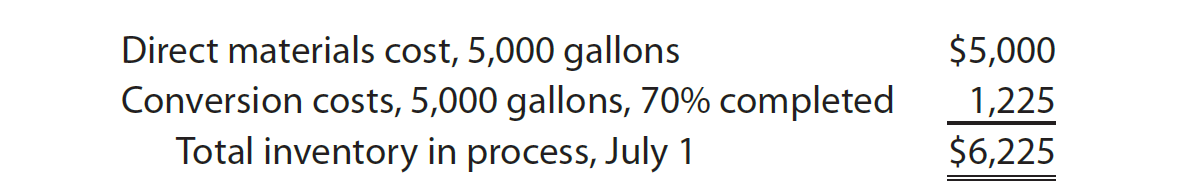 Direct materials cost, 5,000 gallons $5,000
Conversion costs, 5,000 gallons, 70% completed 1,225
Total inventory in process, July 1 $6,225